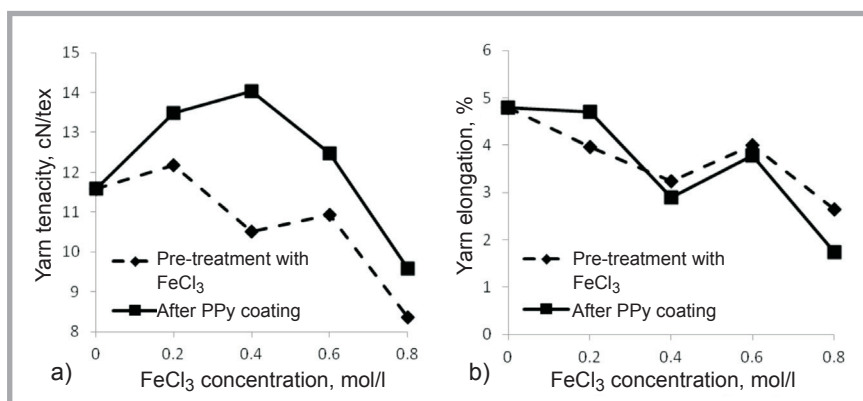 15
14
13
12
11
10
9
8
Yarn tenacity, cN/tex
Pre-treatment with
FeCl₃
After PPy coating
0 0.2 0.4 0.6 0.8
a)
FeCl₃ concentration, mol/l
6
5
4
3
2
1
0
Yarn elongation, %
Pre-treatment with
FeCl₃
After PPy coating
0 0.2 0.4 0.6 0.8
b)
FeCl₃ concentration, mol/l